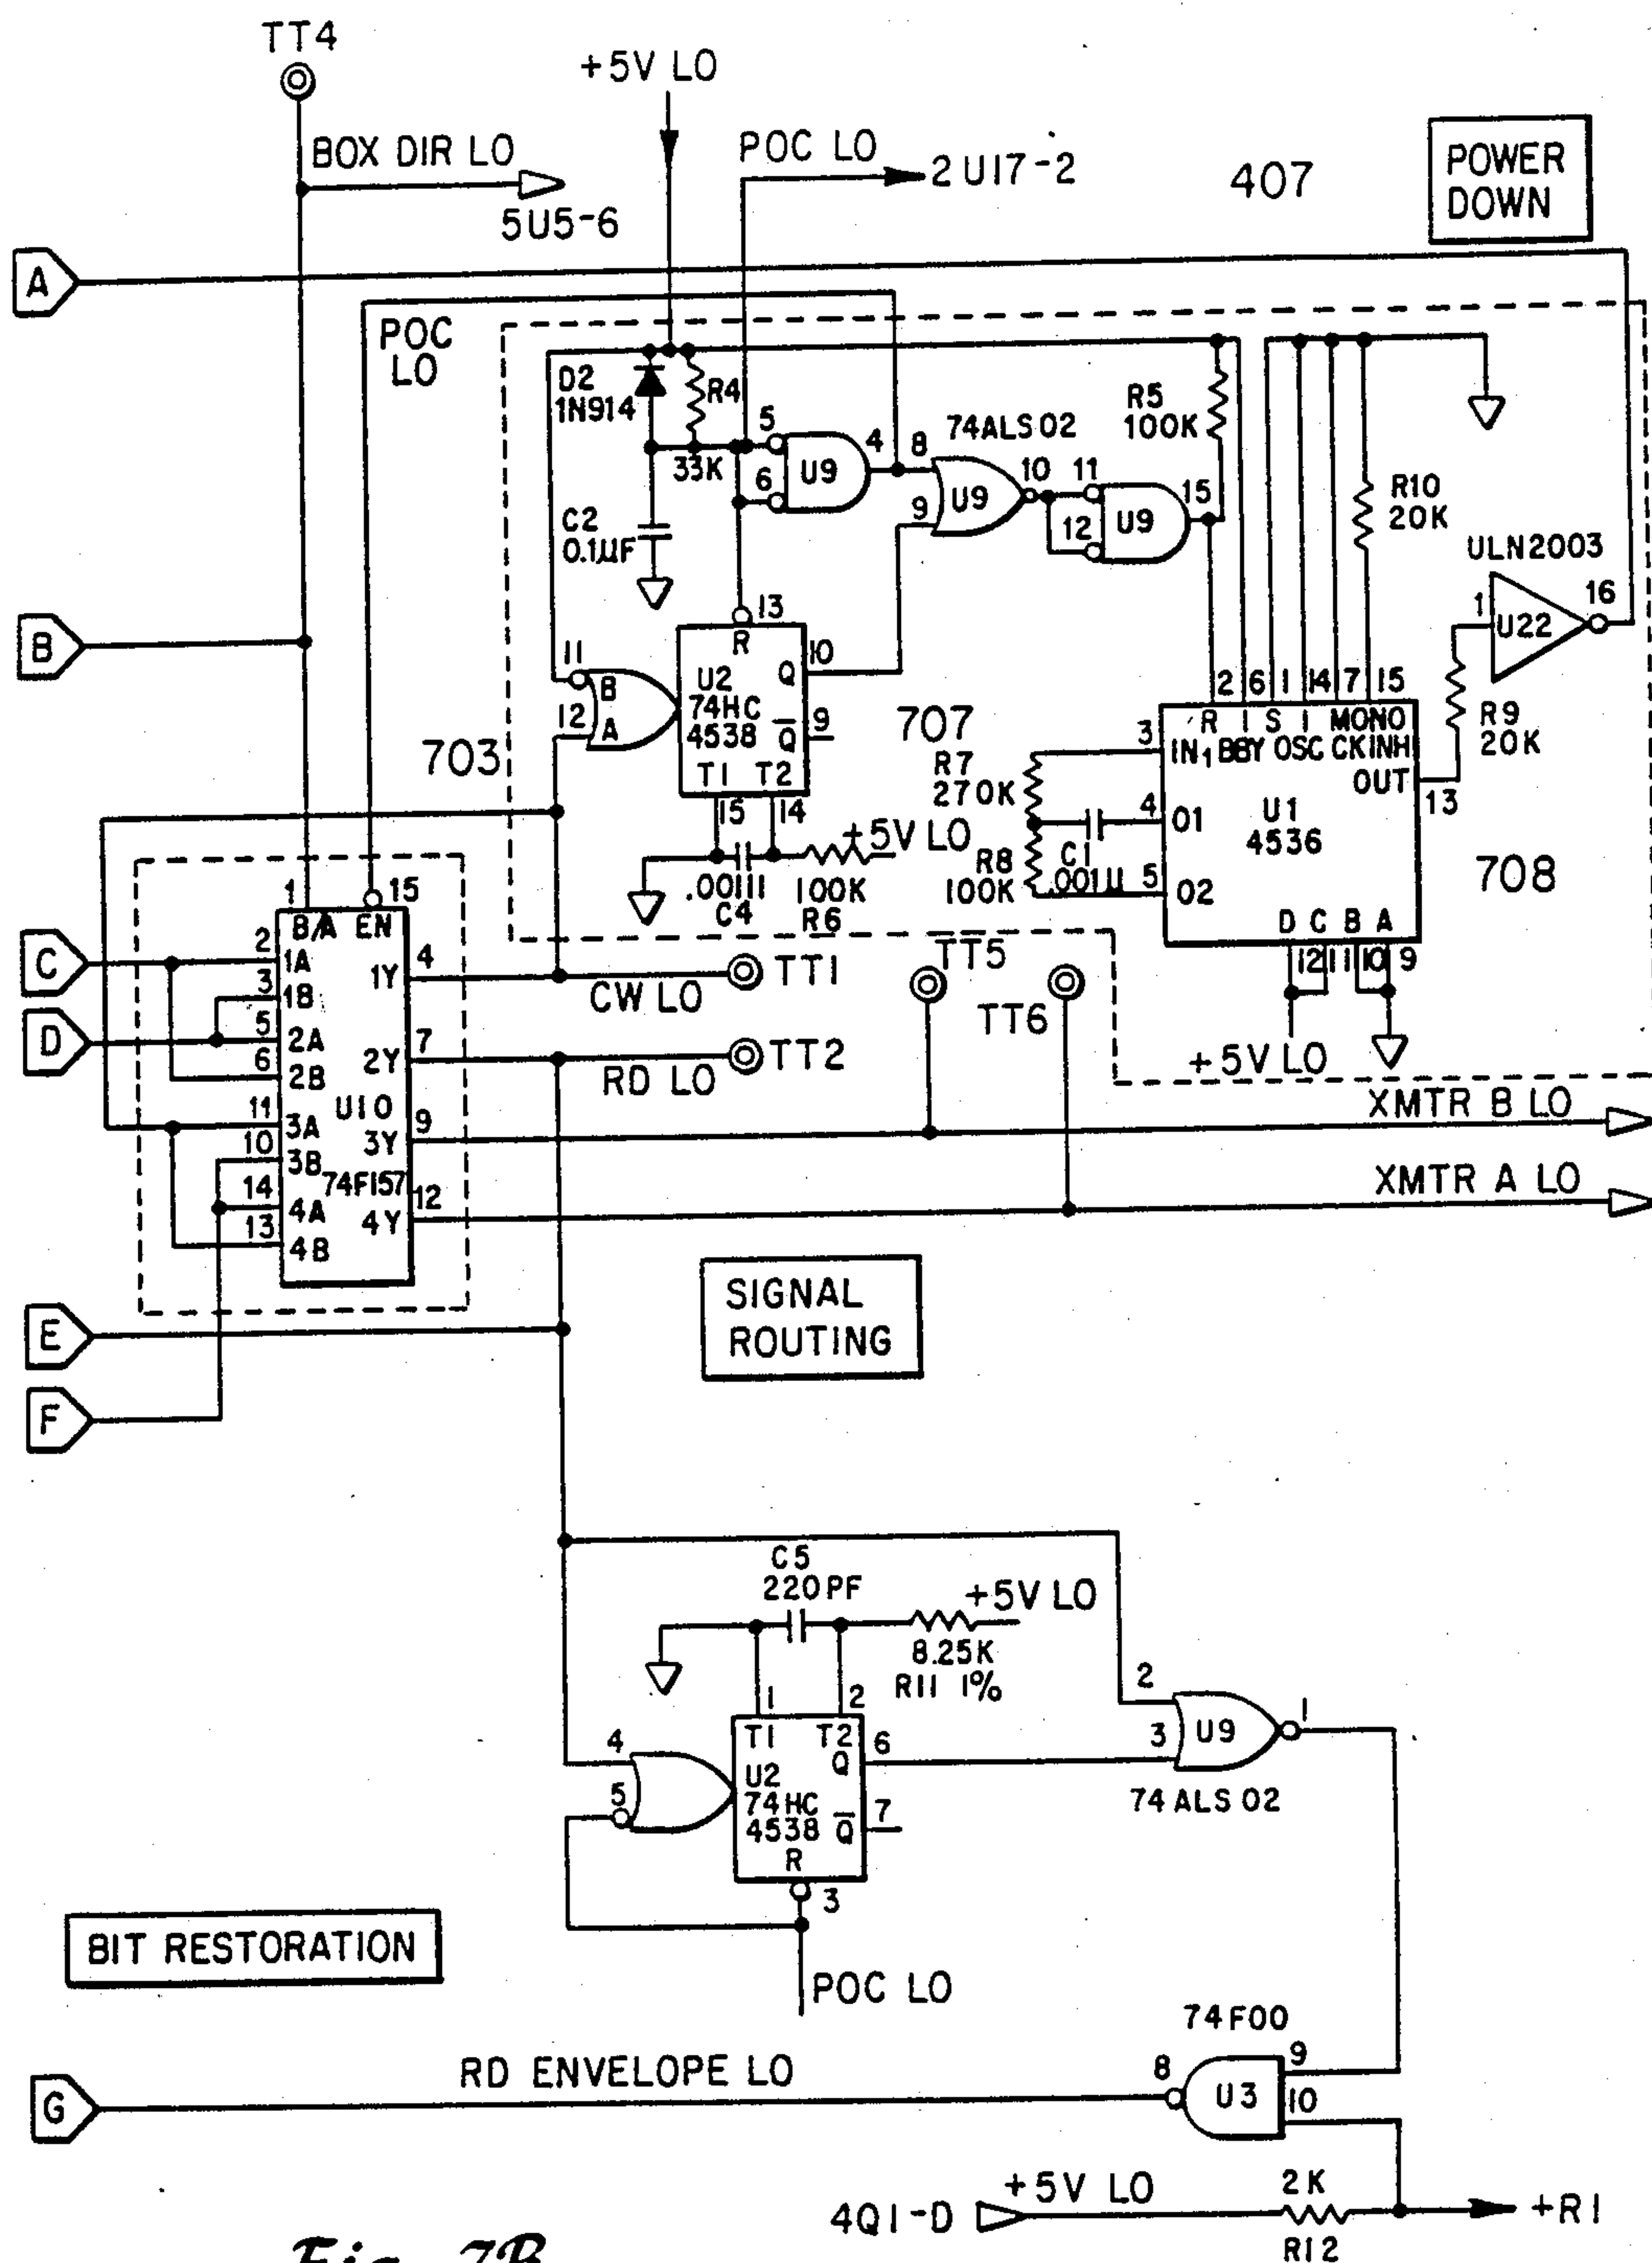 TT4
+5V LO
BOX DIR LO
5U5-6
POC LO
2U17-2
407
POWER
DOWN
A
POC
LO
D2
1N914
R4
33K
C2
0.1µF
5
6
U9
4
74ALS02
8
9
U9
10
11
12
U9
15
R5
100K
R10
20K
ULN2003
1
U22
16
B
13
R
11
B
12
A
U2
74HC
4538
Q
10
Q̅
9
T1 T2
15
14
703
707
+5V LO
.001µ
C4
100K
R6
2 6 1 14 7 15
R I S I MONO
IN1 BBY OSC CKINH
3
R7
270K
4
O1
R8
100K
C1
.001µ
5
O2
U1
4536
OUT
13
R9
20K
708
D C B A
12 11 10 9
+5V LO
1
15
B/A EN
C
2
1A
3
1B
D
5
2A
6
2B
11
3A
10
3B
14
4A
13
4B
U10
74F157
1Y
4
CW LO
TT1
2Y
7
RD LO
TT2
3Y
9
4Y
12
TT5
TT6
XMTR B LO
XMTR A LO
SIGNAL
ROUTING
E
F
C5
220PF
+5V LO
8.25K
R11 1%
1
2
T1 T2
4
5
U2
74HC
4538
Q
6
Q̅
7
R
3
POC LO
2
3
U9
1
74ALS02
BIT RESTORATION
74F00
G
RD ENVELOPE LO
8
U3
9
10
4Q1-D
+5V LO
2K
R12
+R1
Fig. 7B